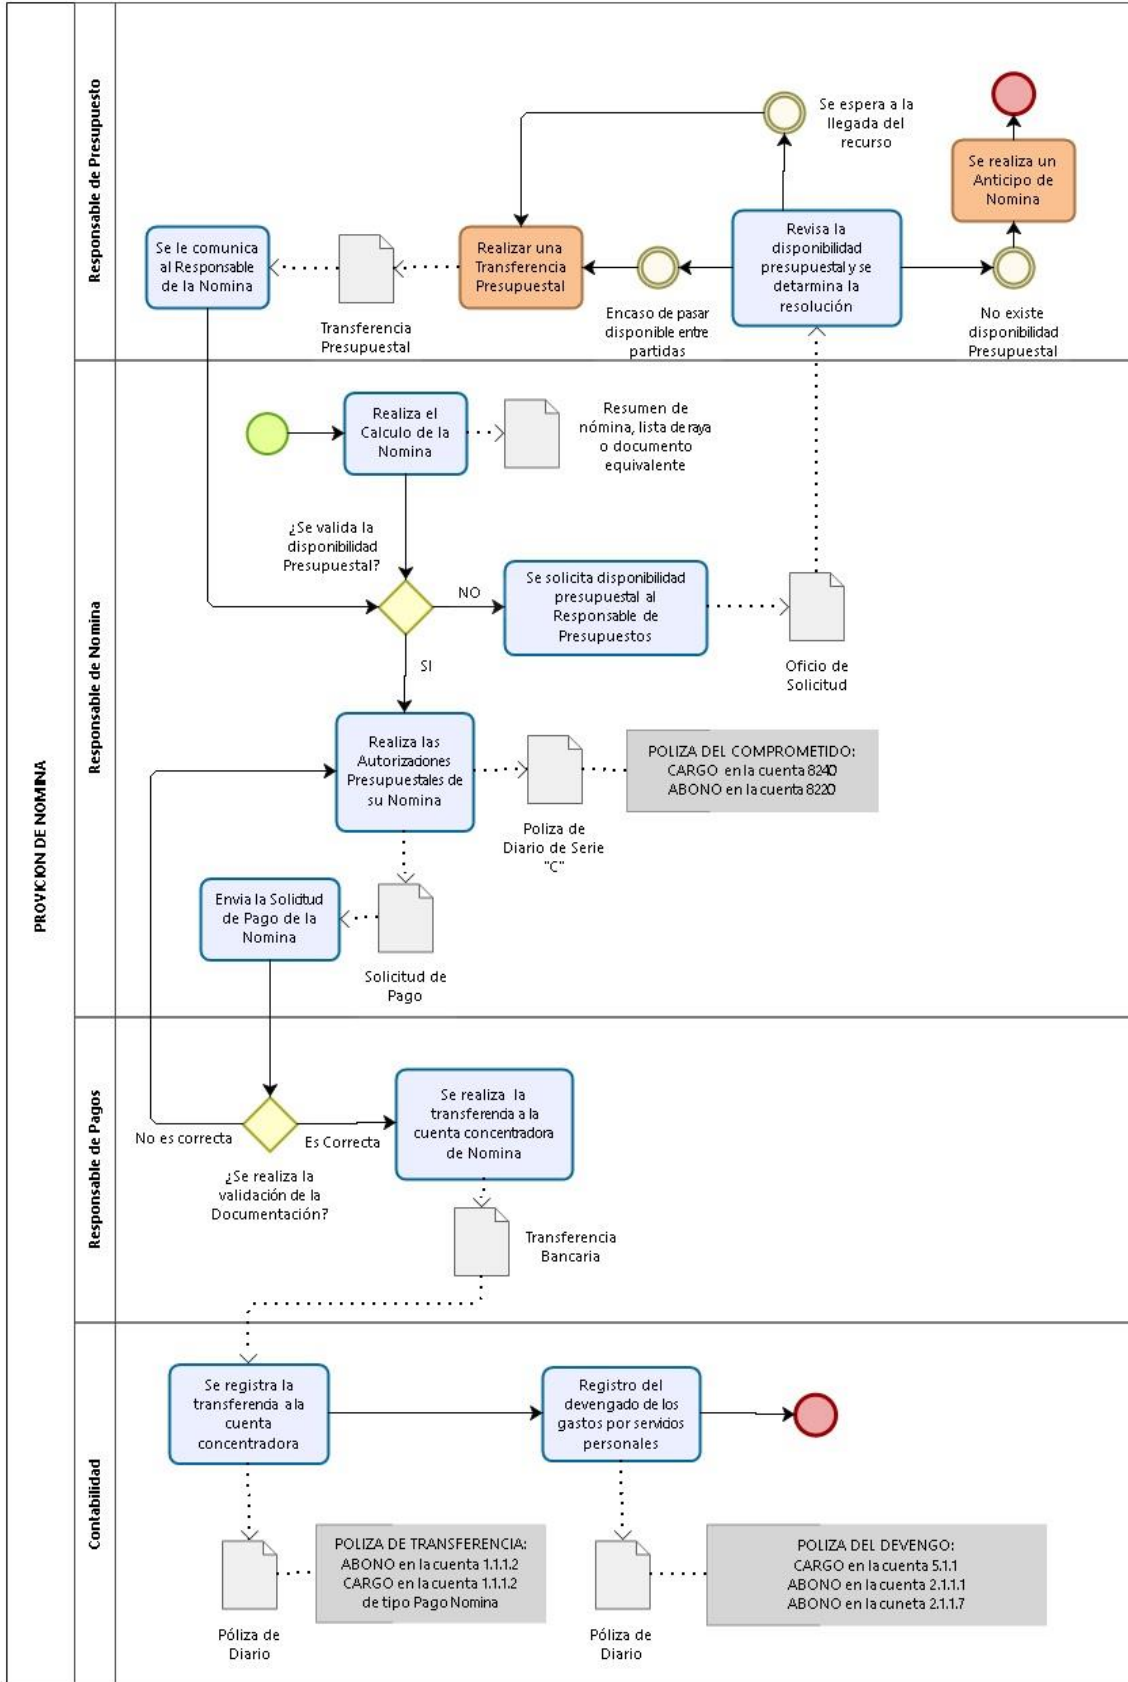 PROVICION DE NOMINA
Responsable de Presupuesto
Se espera a la
llegada del
recurso
Se realiza un
Anticipo de
Nomina
Se le comunica
al Responsable
de la Nomina
Transferencia
Presupuestal
Realizar una
Transferencia
Presupuestal
Encaso de pasar
disponible entre
partidas
Revisa la
disponibilidad
presupuestal y se
detarmina la
resolución
No existe
disponibilidad
Presupuestal
Responsable de Nomina
Realiza el
Calculo de la
Nomina
Resumen de
nómina, lista de raya
o documento
equivalente
¿Se valida la
disponibilidad
Presupuestal?
NO
Se solicita disponibilidad
presupuestal al
Responsable de
Presupuestos
Oficio de
Solicitud
SI
Realiza las
Autorizaciones
Presupuestales de
su Nomina
Poliza de
Diario de Serie
"C"
POLIZA DEL COMPROMETIDO:
CARGO en la cuenta 8240
ABONO en la cuenta 8220
Envia la Solicitud
de Pago de la
Nomina
Solicitud de
Pago
Responsable de Pagos
No es correcta
Es Correcta
¿Se realiza la
validación de la
Documentación?
Se realiza la
transferencia a la
cuenta concentradora
de Nomina
Transferencia
Bancaria
Contabilidad
Se registra la
transferencia a la
cuenta
concentradora
Registro del
devengado de los
gastos por servicios
personales
Póliza de
Diario
POLIZA DE TRANSFERENCIA:
ABONO en la cuenta 1.1.1.2
CARGO en la cuenta 1.1.1.2
de tipo Pago Nomina
Póliza de
Diario
POLIZA DEL DEVENGO:
CARGO en la cuenta 5.1.1
ABONO en la cuenta 2.1.1.1
ABONO en la cuneta 2.1.1.7